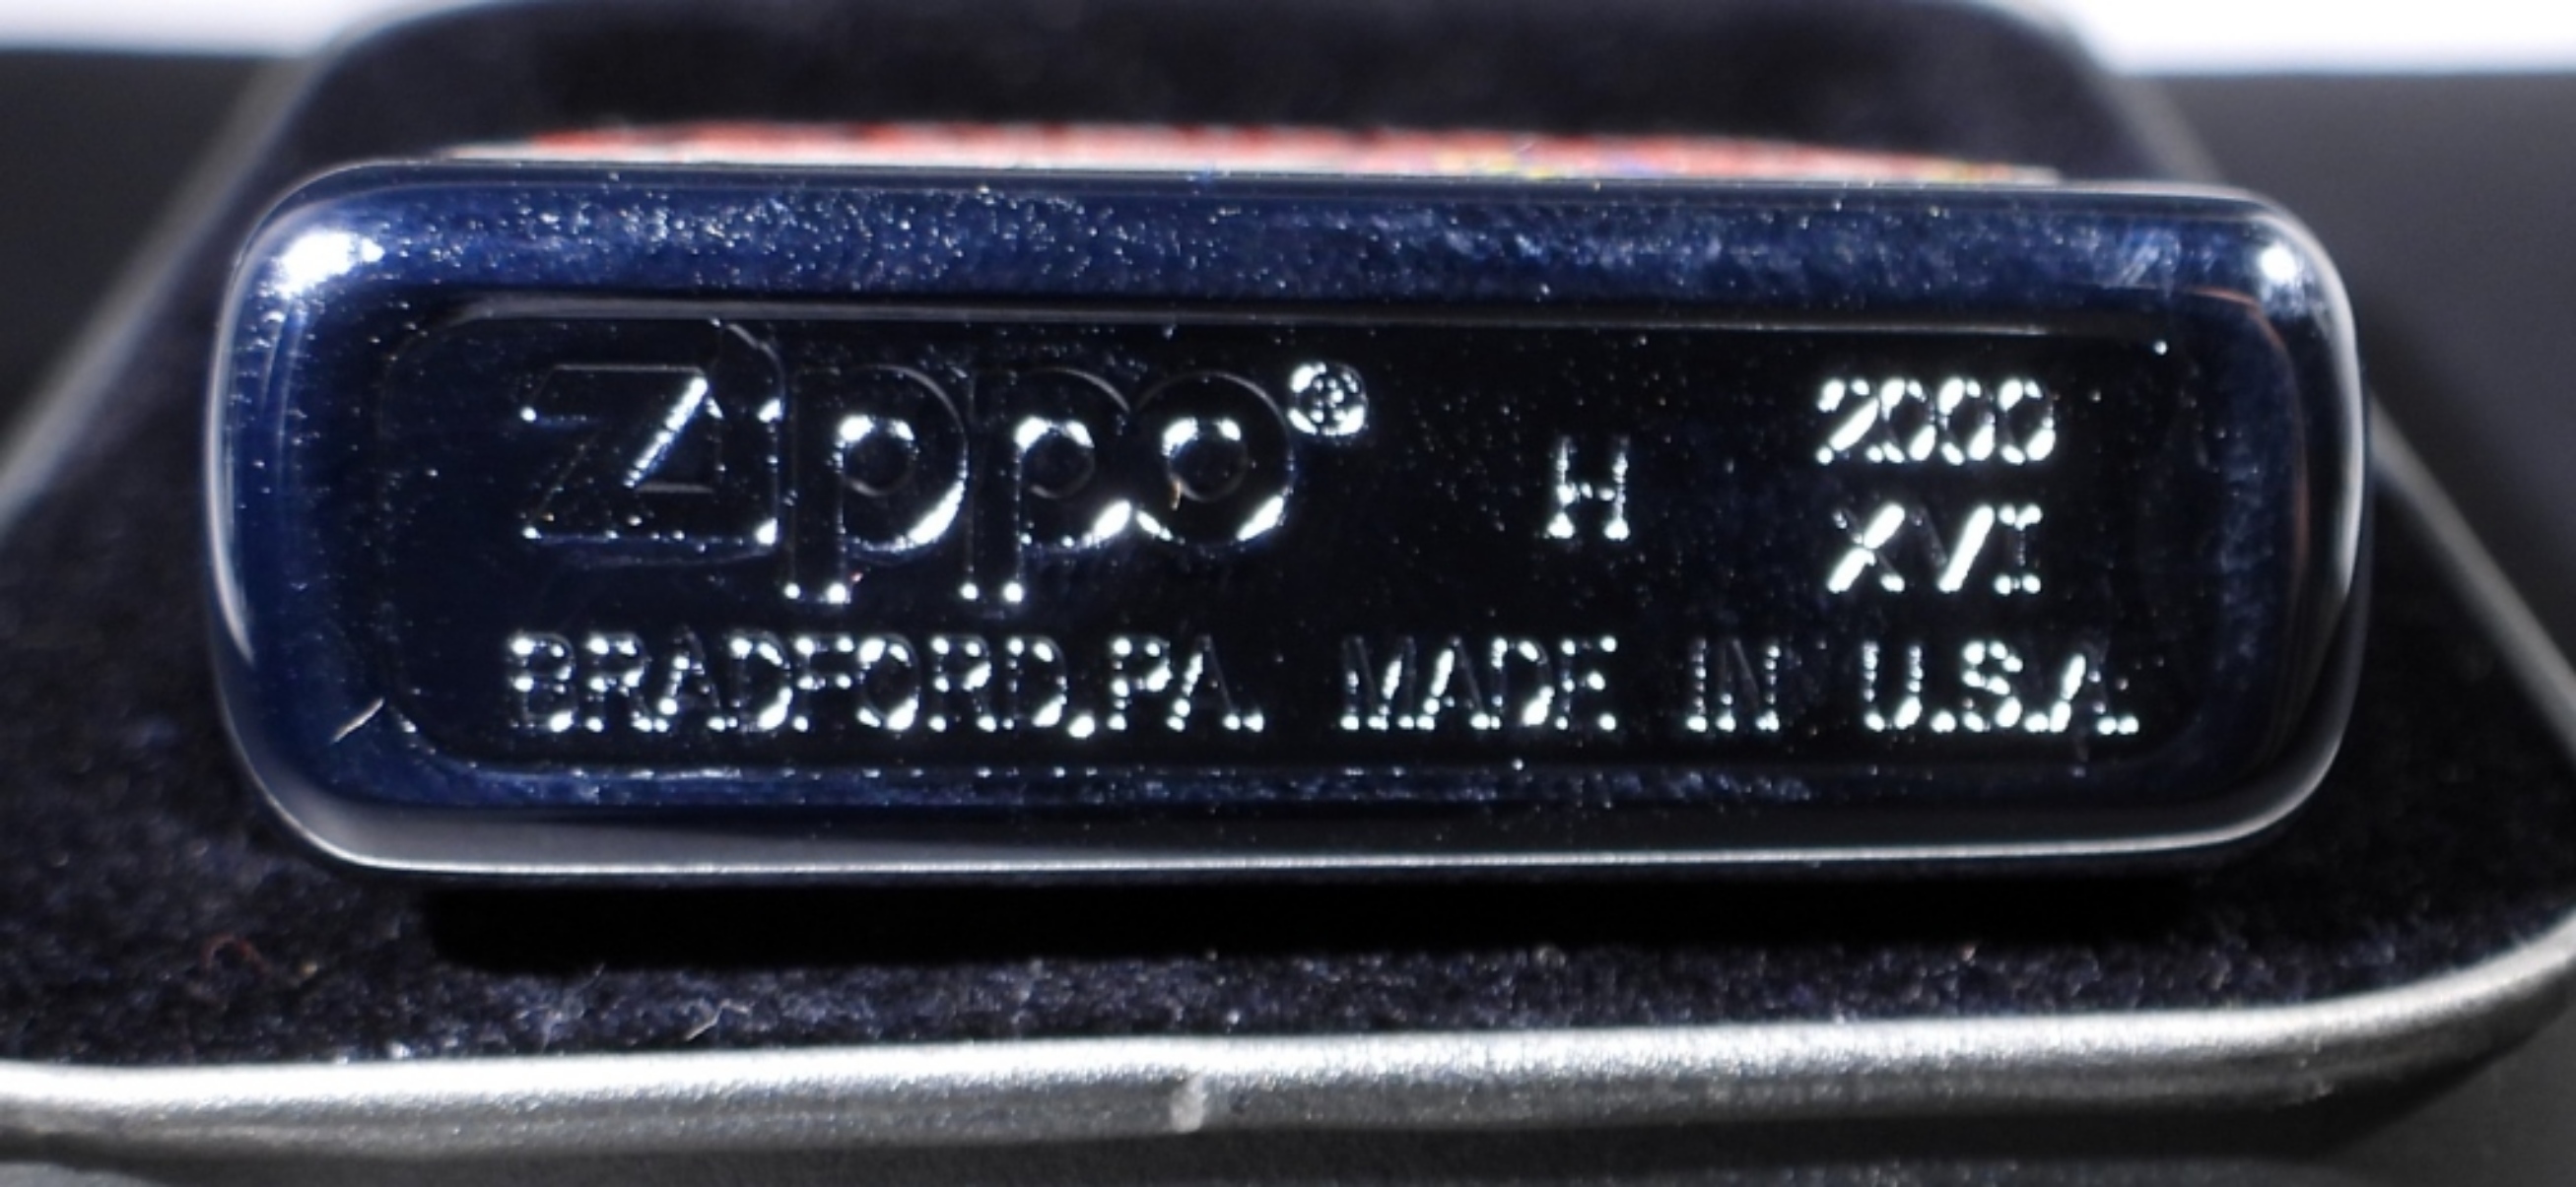 Zippo® H 2000
XVI
BRADFORD,PA. MADE IN U.S.A.